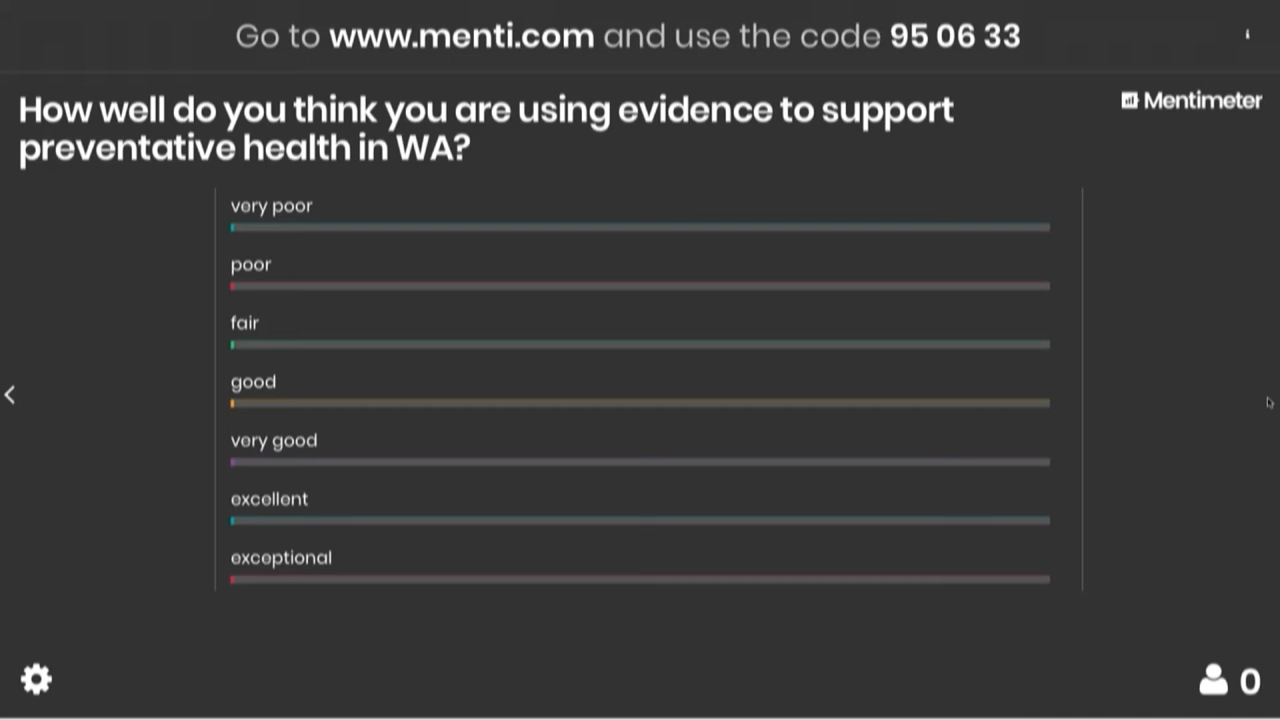 Go to www.menti.com and use the code 95 06 33
Mentimeter
How well do you think you are using evidence to support
preventative health in WA?
very poor
poor
fair
good
very good
excellent
exceptional
0